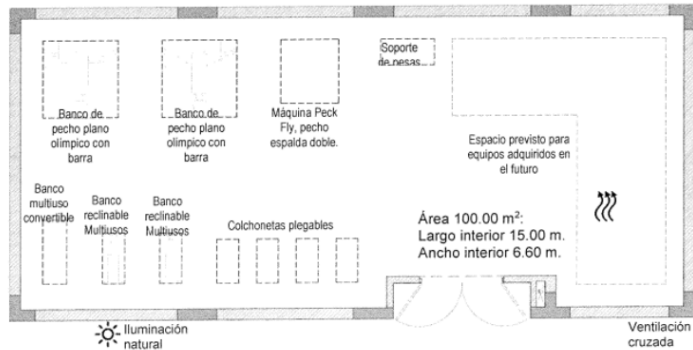 Soporte
de pesas
Banco de
pecho plano
olimpico con
barra
Banco de
pecho plano
olimpico con
barra
Máquina Peck
Fly, pecho
espalda doble.
Espacio previsto para
equipos adquiridos en
el futuro
Banco
multiuso
convertible
Banco
reclinable
Multiusos
Banco
reclinable
Multiusos
Colchonetas plegables
Área 100.00 m²:
Largo interior 15.00 m.
Ancho interior 6.60 m.
Iluminación
natural
Ventilación
cruzada